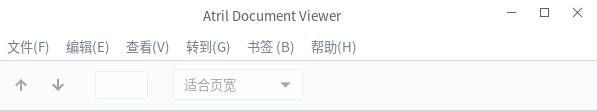 Atril Document Viewer
文件(F) 编辑(E) 查看(V) 转到(G) 书签 (B) 帮助(H)
适合页宽